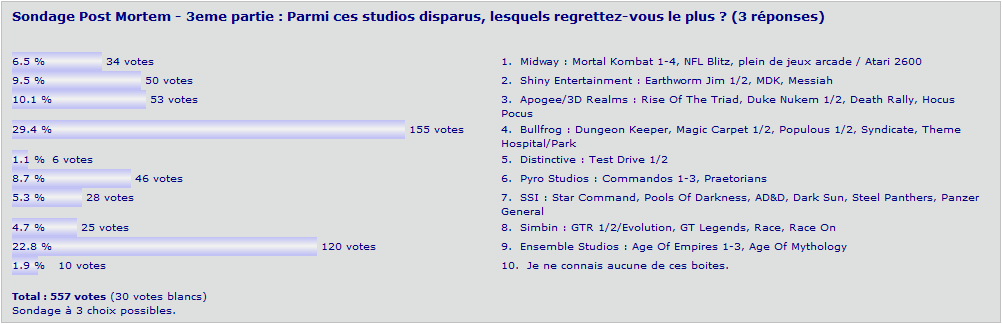 Sondage Post Mortem - 3eme partie : Parmi ces studios disparus, lesquels regrettez-vous le plus ? (3 réponses)
6.5 % 34 votes 1. Midway : Mortal Kombat 1-4, NFL Blitz, plein de jeux arcade / Atari 2600
9.5 % 50 votes 2. Shiny Entertainment : Earthworm Jim 1/2, MDK, Messiah
10.1 % 53 votes 3. Apogee/3D Realms : Rise Of The Triad, Duke Nukem 1/2, Death Rally, Hocus
Pocus
29.4 % 155 votes 4. Bullfrog : Dungeon Keeper, Magic Carpet 1/2, Populous 1/2, Syndicate, Theme
Hospital/Park
1.1 % 6 votes 5. Distinctive : Test Drive 1/2
8.7 % 46 votes 6. Pyro Studios : Commandos 1-3, Praetorians
5.3 % 28 votes 7. SSI : Star Command, Pools Of Darkness, AD&D, Dark Sun, Steel Panthers, Panzer
General
4.7 % 25 votes 8. Simbin : GTR 1/2/Evolution, GT Legends, Race, Race On
22.8 % 120 votes 9. Ensemble Studios : Age Of Empires 1-3, Age Of Mythology
1.9 % 10 votes 10. Je ne connais aucune de ces boites.
Total : 557 votes (30 votes blancs)
Sondage à 3 choix possibles.